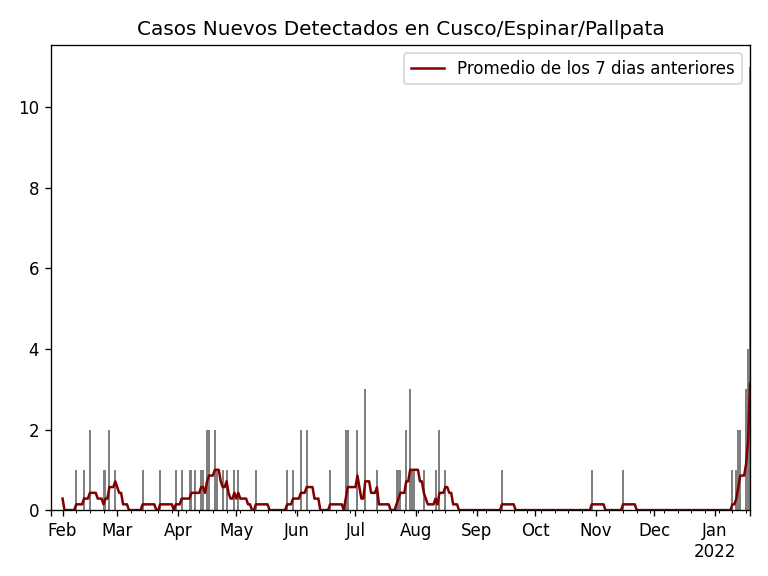 Casos Nuevos Detectados en Cusco/Espinar/Pallpata
Promedio de los 7 dias anteriores
10
8
6
4
2
0
Feb Mar Apr May Jun Jul Aug Sep Oct Nov Dec Jan
2022